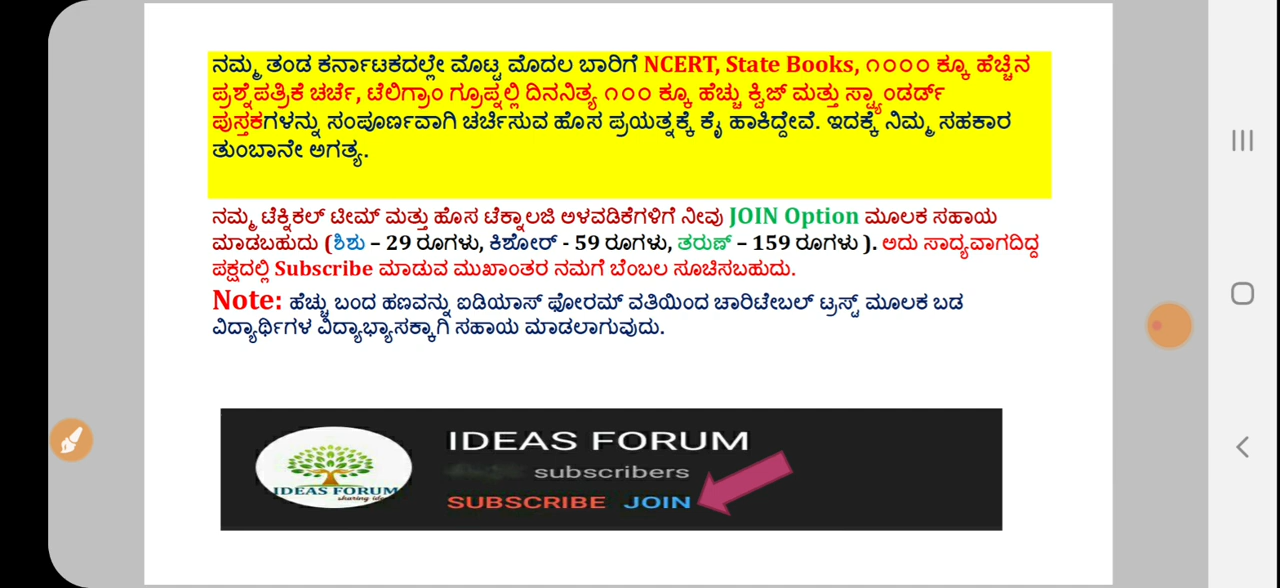 ನಮ್ಮ ತಂಡ ಕರ್ನಾಟಕದಲ್ಲೇ ಮೊಟ್ಟ ಮೊದಲ ಬಾರಿಗೆ NCERT, State Books, ೧೦೦೦ ಕ್ಕೂ ಹೆಚ್ಚಿನ
ಪ್ರಶ್ನೆಪತ್ರಿಕೆ ಚರ್ಚೆ, ಟೆಲಿಗ್ರಾಂ ಗ್ರೂಪ್ನಲ್ಲಿ ದಿನನಿತ್ಯ ೧೦೦ ಕ್ಕೂ ಹೆಚ್ಚು ಕ್ವಿಜ್ ಮತ್ತು ಸ್ಟ್ಯಾಂಡರ್ಡ್
ಪುಸ್ತಕಗಳನ್ನು ಸಂಪೂರ್ಣವಾಗಿ ಚರ್ಚಿಸುವ ಹೊಸ ಪ್ರಯತ್ನಕ್ಕೆ ಕೈ ಹಾಕಿದ್ದೇವೆ. ಇದಕ್ಕೆ ನಿಮ್ಮ ಸಹಕಾರ
ತುಂಬಾನೇ ಅಗತ್ಯ.
ನಮ್ಮ ಟೆಕ್ನಿಕಲ್ ಟೀಮ್ ಮತ್ತು ಹೊಸ ಟೆಕ್ನಾಲಜಿ ಅಳವಡಿಕೆಗಳಿಗೆ ನೀವು JOIN Option ಮೂಲಕ ಸಹಾಯ
ಮಾಡಬಹುದು (ಶಿಶು – 29 ರೂಗಳು, ಕಿಶೋರ್ - 59 ರೂಗಳು, ತರುಣ್ – 159 ರೂಗಳು ). ಅದು ಸಾದ್ಯವಾಗದಿದ್ದ
ಪಕ್ಷದಲ್ಲಿ Subscribe ಮಾಡುವ ಮುಖಾಂತರ ನಮಗೆ ಬೆಂಬಲ ಸೂಚಿಸಬಹುದು.
Note: ಹೆಚ್ಚು ಬಂದ ಹಣವನ್ನು ಐಡಿಯಾಸ್ ಫೋರಮ್ ವತಿಯಿಂದ ಚಾರಿಟೇಬಲ್ ಟ್ರಸ್ಟ್ ಮೂಲಕ ಬಡ
ವಿದ್ಯಾರ್ಥಿಗಳ ವಿದ್ಯಾಭ್ಯಾಸಕ್ಕಾಗಿ ಸಹಾಯ ಮಾಡಲಾಗುವುದು.
IDEAS FORUM
subscribers
SUBSCRIBE JOIN
IDEAS FORUM